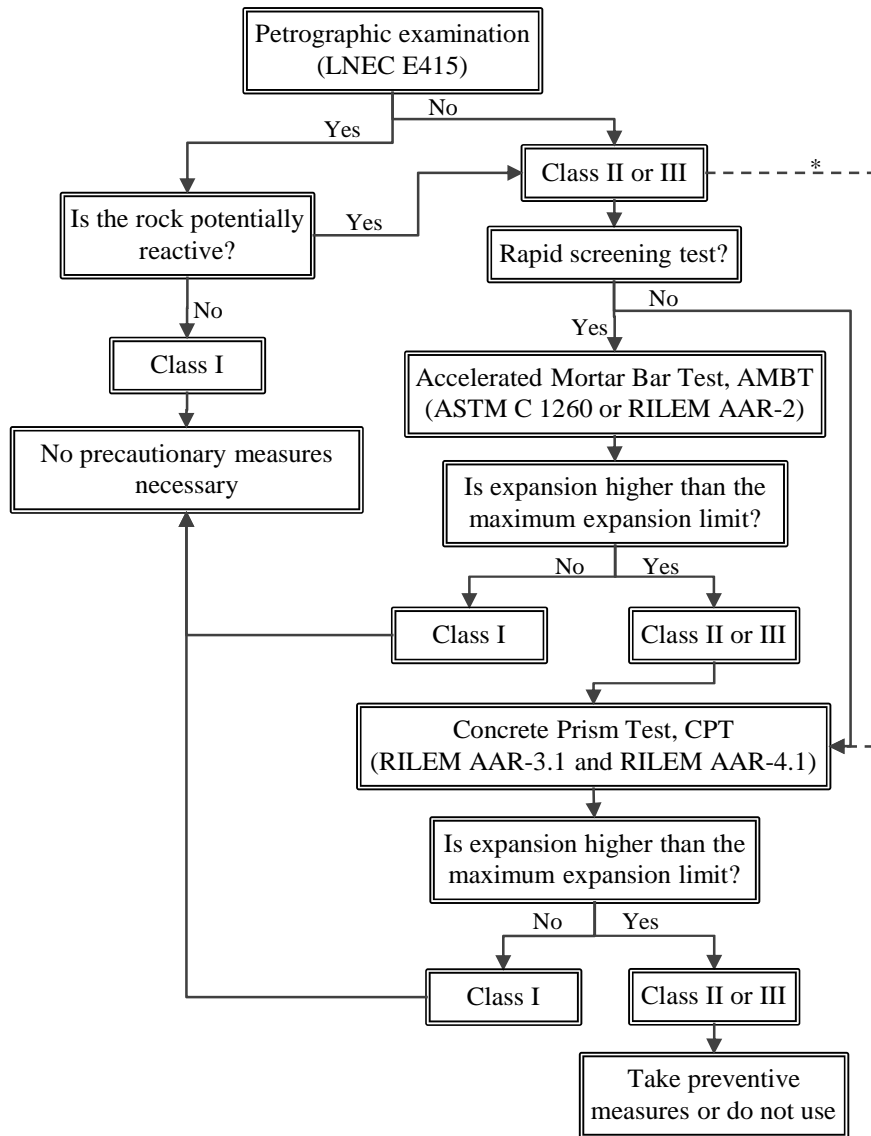 Petrographic examination
(LNEC E415)
No
Yes
Class II or III
*
Is the rock potentially
reactive?
Yes
Rapid screening test?
No
No
Yes
Class I
Accelerated Mortar Bar Test, AMBT
(ASTM C 1260 or RILEM AAR-2)
No precautionary measures
necessary
Is expansion higher than the
maximum expansion limit?
No
Yes
Class I
Class II or III
Concrete Prism Test, CPT
(RILEM AAR-3.1 and RILEM AAR-4.1)
Is expansion higher than the
maximum expansion limit?
No
Yes
Class I
Class II or III
Take preventive
measures or do not use